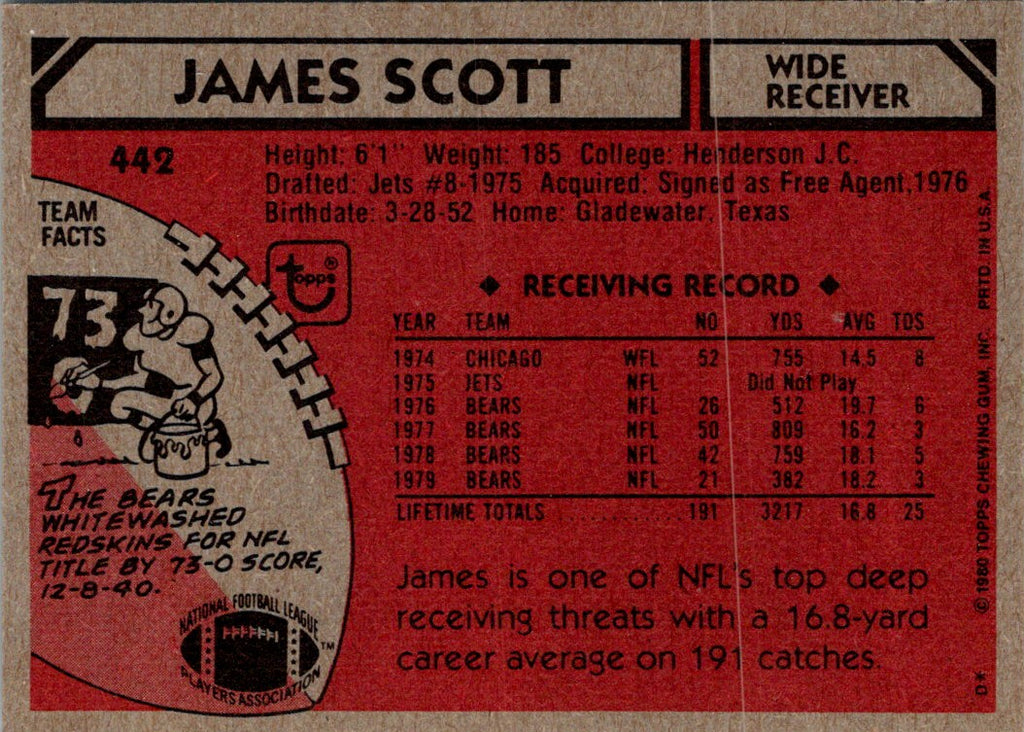 JAMES SCOTT
WIDE
RECEIVER
442
Height: 6'1" Weight: 185 College: Henderson J.C.
Drafted: Jets #8-1975 Acquired: Signed as Free Agent, 1976
Birthdate: 3-28-52 Home: Gladewater, Texas
TEAM
FACTS
73
THE BEARS
WHITEWASHED
REDSKINS FOR NFL
TITLE BY 73-0 SCORE,
12-8-40.
NATIONAL FOOTBALL LEAGUE
PLAYERS ASSOCIATION
TM
topps®
◆ RECEIVING RECORD ◆
YEAR TEAM NO YDS AVG TDS
1974 CHICAGO WFL 52 755 14.5 8
1975 JETS NFL Did Not Play
1976 BEARS NFL 26 512 19.7 6
1977 BEARS NFL 50 809 16.2 3
1978 BEARS NFL 42 759 18.1 5
1979 BEARS NFL 21 382 18.2 3
LIFETIME TOTALS 191 3217 16.8 25
James is one of NFL's top deep
receiving threats with a 16.8-yard
career average on 191 catches.
D* © 1980 TOPPS CHEWING GUM, INC. PRTD. IN U.S.A.